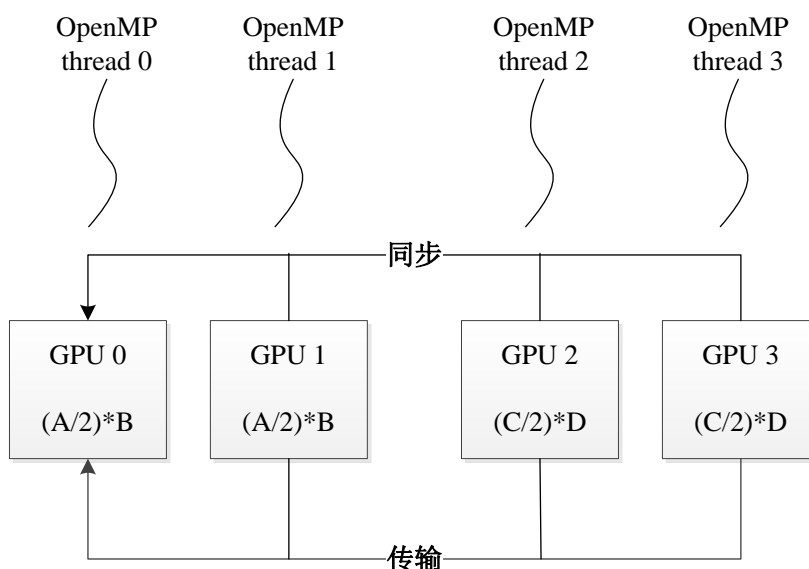 OpenMP
thread 0
OpenMP
thread 1
OpenMP
thread 2
OpenMP
thread 3
同步
GPU 0
(A/2)*B
GPU 1
(A/2)*B
GPU 2
(C/2)*D
GPU 3
(C/2)*D
传输